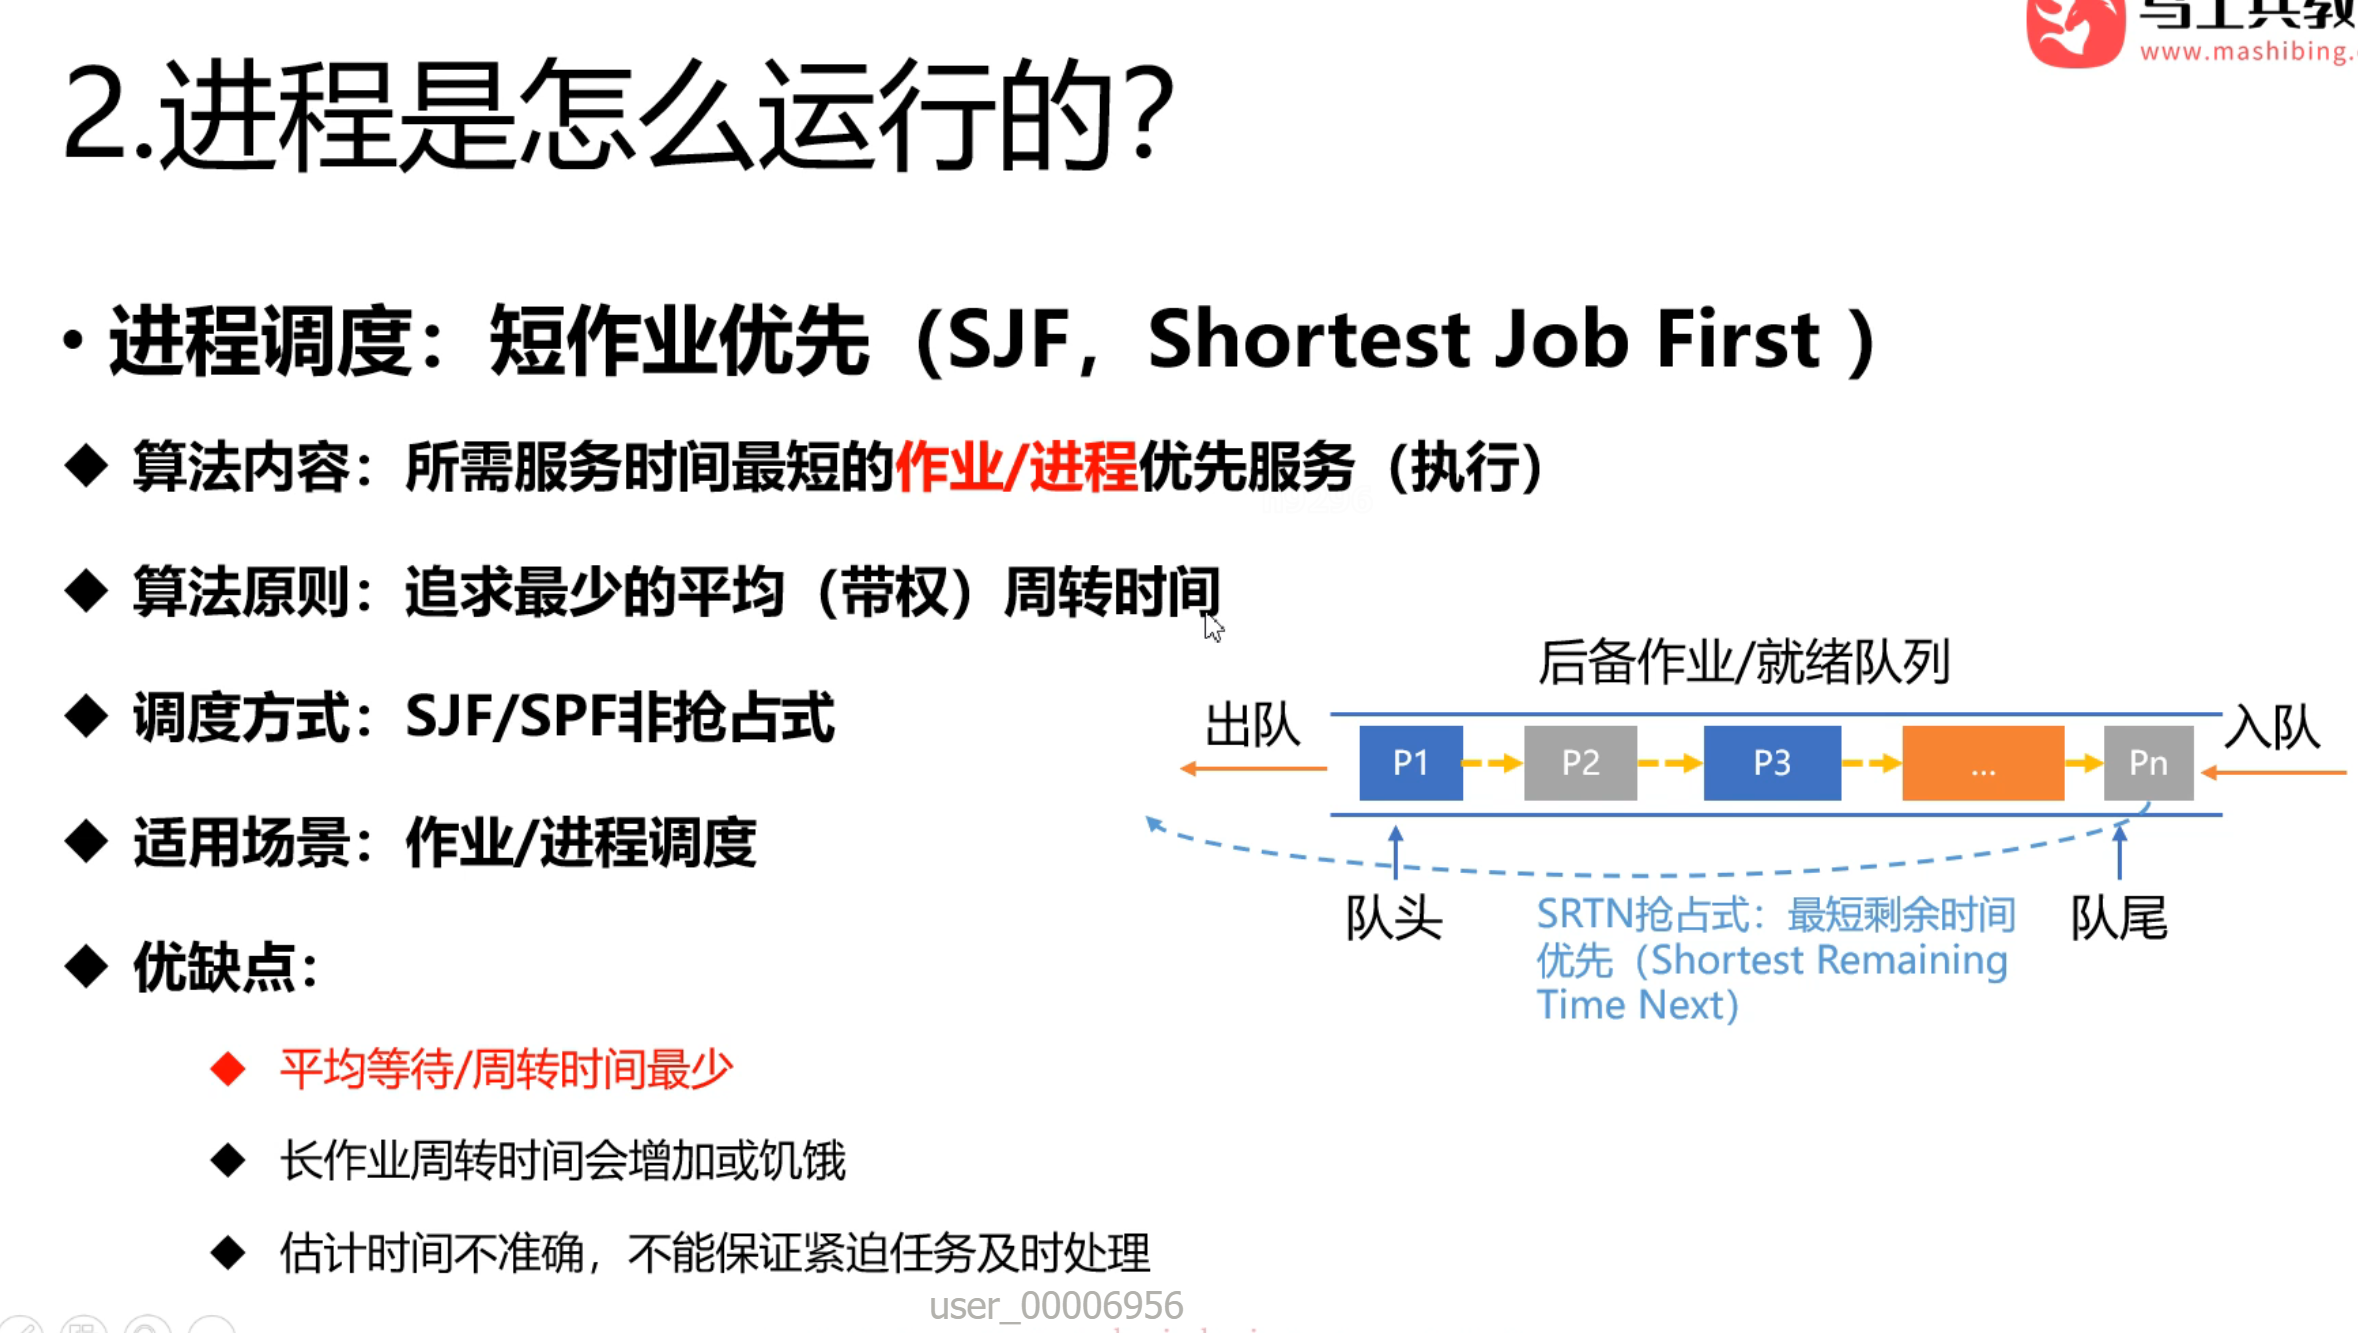 马士兵教
www.mashibing.
2.进程是怎么运行的？
• 进程调度：短作业优先（SJF，Shortest Job First ）
◆ 算法内容：所需服务时间最短的作业/进程优先服务（执行）
◆ 算法原则：追求最少的平均（带权）周转时间
◆ 调度方式：SJF/SPF非抢占式
◆ 适用场景：作业/进程调度
◆ 优缺点：
◆ 平均等待/周转时间最少
◆ 长作业周转时间会增加或饥饿
◆ 估计时间不准确，不能保证紧迫任务及时处理
后备作业/就绪队列
出队
P1
P2
P3
...
Pn
入队
队头
队尾
SRTN抢占式：最短剩余时间
优先（Shortest Remaining
Time Next）
user_00006956